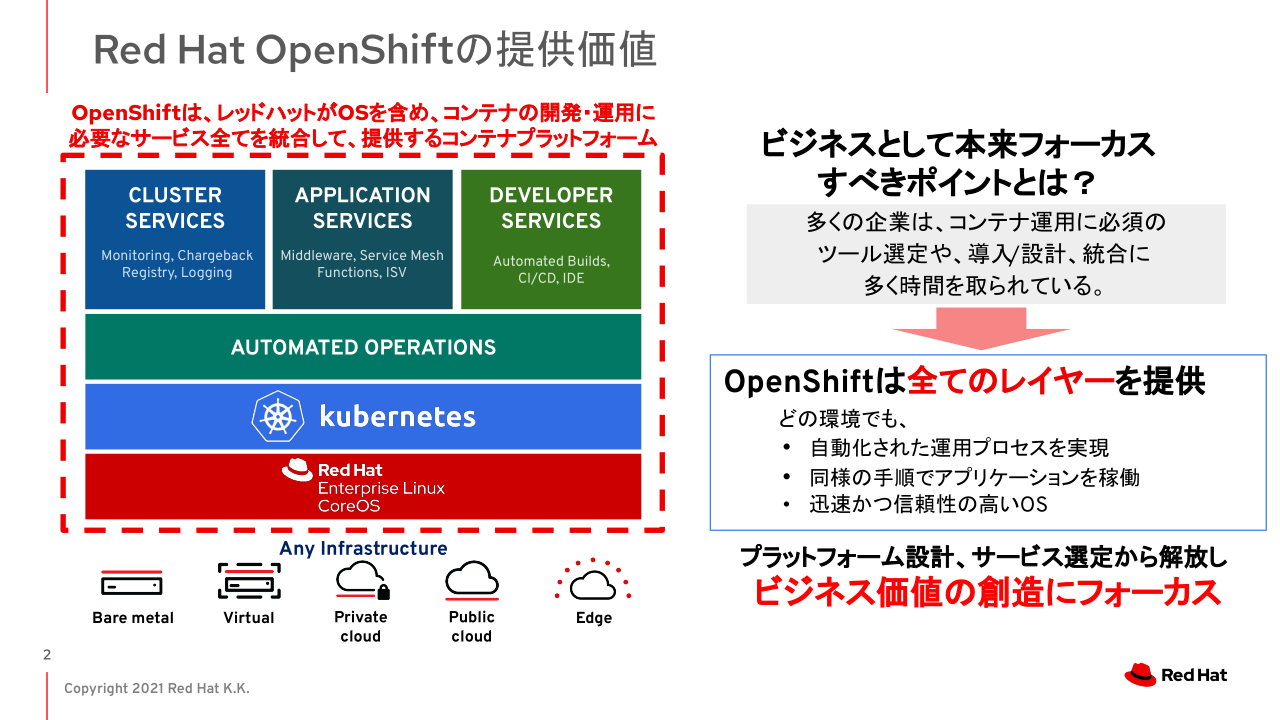 Red Hat OpenShiftの提供価値
OpenShiftは、レッドハットがOSを含め、コンテナの開発・運用に
必要なサービス全てを統合して、提供するコンテナプラットフォーム
CLUSTER
SERVICES
Monitoring, Chargeback
Registry, Logging
APPLICATION
SERVICES
Middleware, Service Mesh
Functions, ISV
DEVELOPER
SERVICES
Automated Builds,
CI/CD, IDE
AUTOMATED OPERATIONS
kubernetes
Red Hat
Enterprise Linux
CoreOS
Any Infrastructure
Bare metal
Virtual
Private
cloud
Public
cloud
Edge
ビジネスとして本来フォーカス
すべきポイントとは？
多くの企業は、コンテナ運用に必須の
ツール選定や、導入/設計、統合に
多く時間を取られている。
OpenShiftは全てのレイヤーを提供
どの環境でも、
• 自動化された運用プロセスを実現
• 同様の手順でアプリケーションを稼働
• 迅速かつ信頼性の高いOS
プラットフォーム設計、サービス選定から解放し
ビジネス価値の創造にフォーカス
2
Copyright 2021 Red Hat K.K.
Red Hat